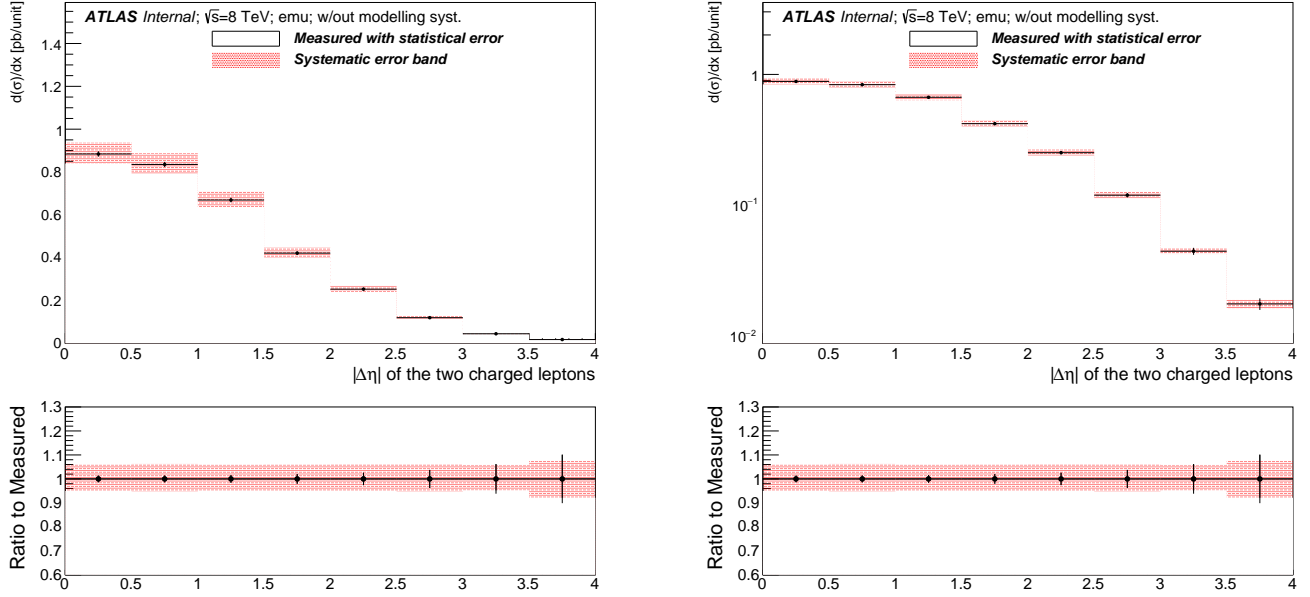 ATLAS Internal; √s=8 TeV; emu; w/out modelling syst.
Measured with statistical error
Systematic error band
d(σ)/dx [pb/unit]
1.4
1.2
1
0.8
0.6
0.4
0.2
0
0 0.5 1 1.5 2 2.5 3 3.5 4
|Δη| of the two charged leptons
Ratio to Measured
1.3
1.2
1.1
1
0.9
0.8
0.7
0.6
0 0.5 1 1.5 2 2.5 3 3.5 4
ATLAS Internal; √s=8 TeV; emu; w/out modelling syst.
Measured with statistical error
Systematic error band
d(σ)/dx [pb/unit]
1
10⁻¹
10⁻²
0 0.5 1 1.5 2 2.5 3 3.5 4
|Δη| of the two charged leptons
Ratio to Measured
1.3
1.2
1.1
1
0.9
0.8
0.7
0.6
0 0.5 1 1.5 2 2.5 3 3.5 4